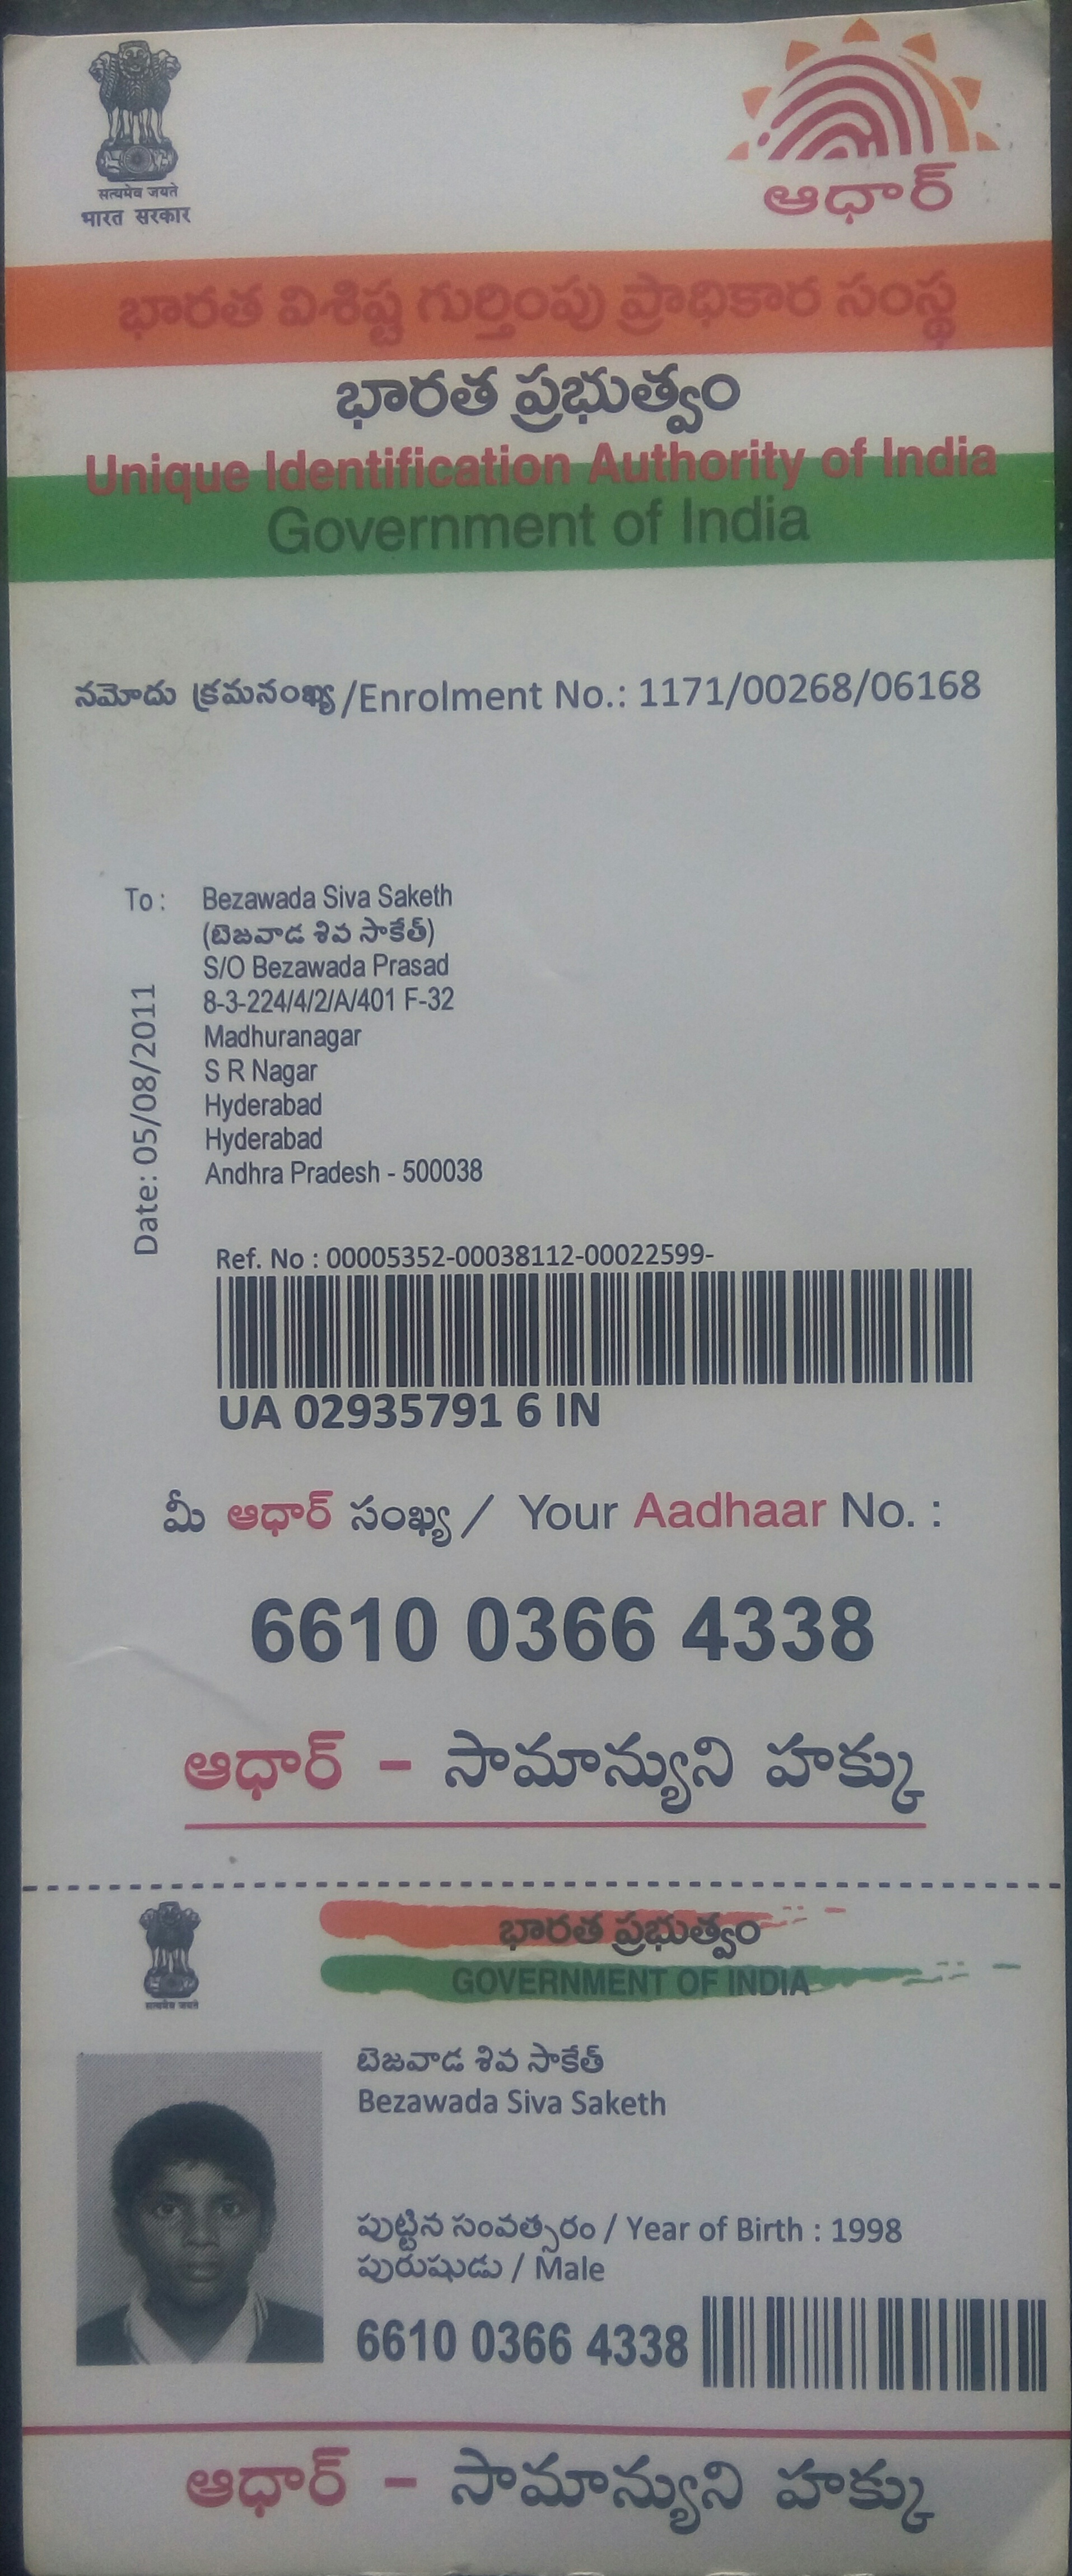 सत्यमेव जयते
भारत सरकार
ఆధార్
భారత విశిష్ట గుర్తింపు ప్రాధికార సంస్థ
భారత ప్రభుత్వం
Unique Identification Authority of India
Government of India
నమోదు క్రమసంఖ్య /Enrolment No.: 1171/00268/06168
To : Bezawada Siva Saketh
(బెజవాడ శివ సాకేత్)
S/O Bezawada Prasad
8-3-224/4/2/A/401 F-32
Madhuranagar
S R Nagar
Hyderabad
Hyderabad
Andhra Pradesh - 500038
Date: 05/08/2011
Ref. No : 00005352-00038112-00022599-
UA 02935791 6 IN
మీ ఆధార్ సంఖ్య / Your Aadhaar No. :
6610 0366 4338
ఆధార్ - సామాన్యుని హక్కు
భారత ప్రభుత్వం
GOVERNMENT OF INDIA
सत्यमेव जयते
బెజవాడ శివ సాకేత్
Bezawada Siva Saketh
పుట్టిన సంవత్సరం / Year of Birth : 1998
పురుషుడు / Male
6610 0366 4338
ఆధార్ - సామాన్యుని హక్కు